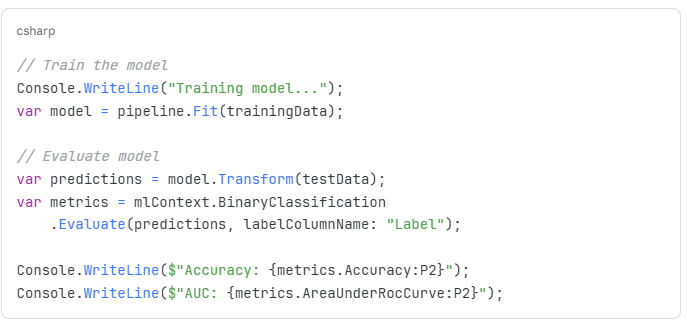 csharp
// Train the model
Console.WriteLine("Training model...");
var model = pipeline.Fit(trainingData);
// Evaluate model
var predictions = model.Transform(testData);
var metrics = mlContext.BinaryClassification
    .Evaluate(predictions, labelColumnName: "Label");
Console.WriteLine($"Accuracy: {metrics.Accuracy:P2}");
Console.WriteLine($"AUC: {metrics.AreaUnderRocCurve:P2}");